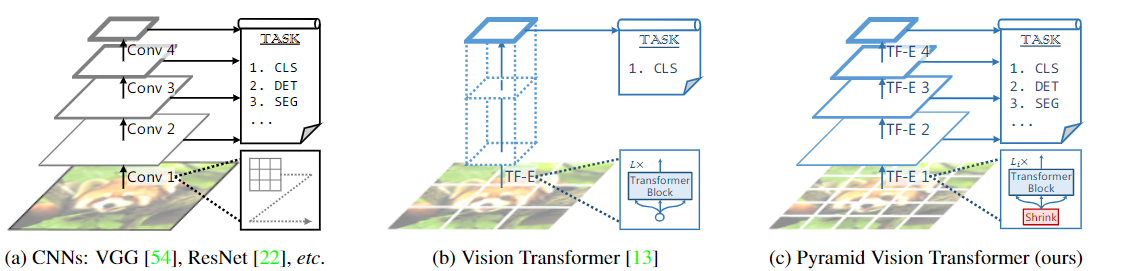 TASK
1. CLS
2. DET
3. SEG
...
Conv 4
Conv 3
Conv 2
Conv 1
(a) CNNs: VGG [54], ResNet [22], etc.
TASK
1. CLS
TF-E
L×
Transformer
Block
(b) Vision Transformer [13]
TASK
1. CLS
2. DET
3. SEG
...
TF-E 4
TF-E 3
TF-E 2
TF-E 1
Lᵢ×
Transformer
Block
Shrink
(c) Pyramid Vision Transformer (ours)